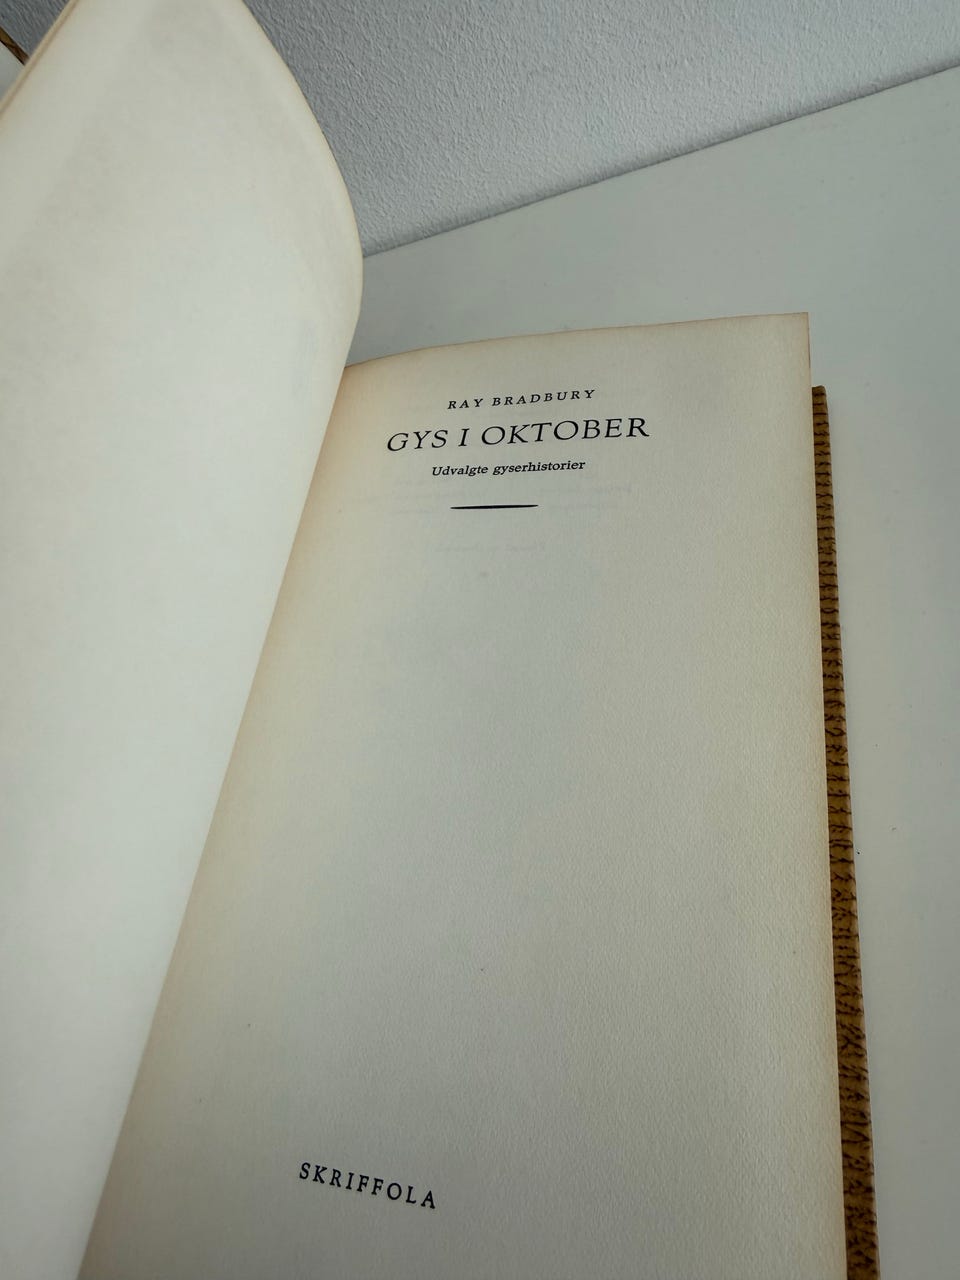 RAY BRADBURY
GYS I OKTOBER
Udvalgte gyserhistorier
SKRIFFOLA